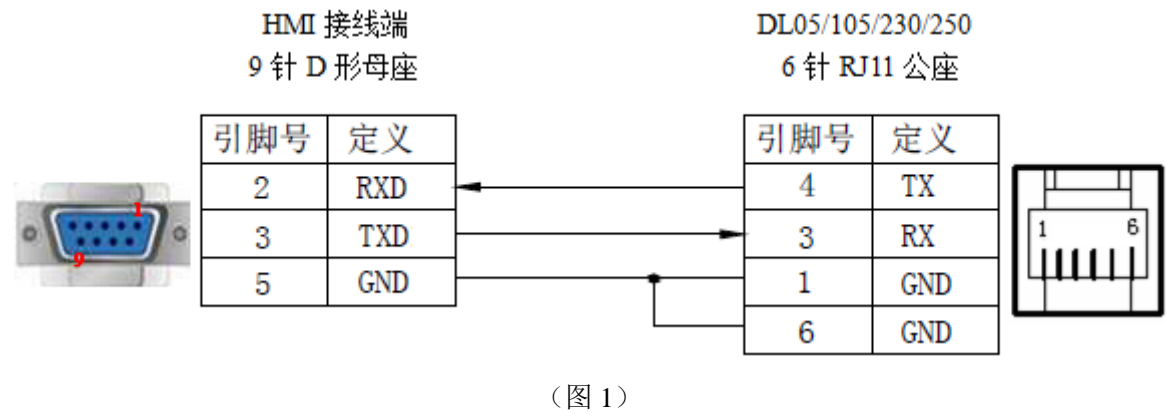 HMI 接线端
9 针 D 形母座
DL05/105/230/250
6 针 RJ11 公座
引脚号 定义
2 RXD
3 TXD
5 GND
引脚号 定义
4 TX
3 RX
1 GND
6 GND
1
9
1 6
（图 1）